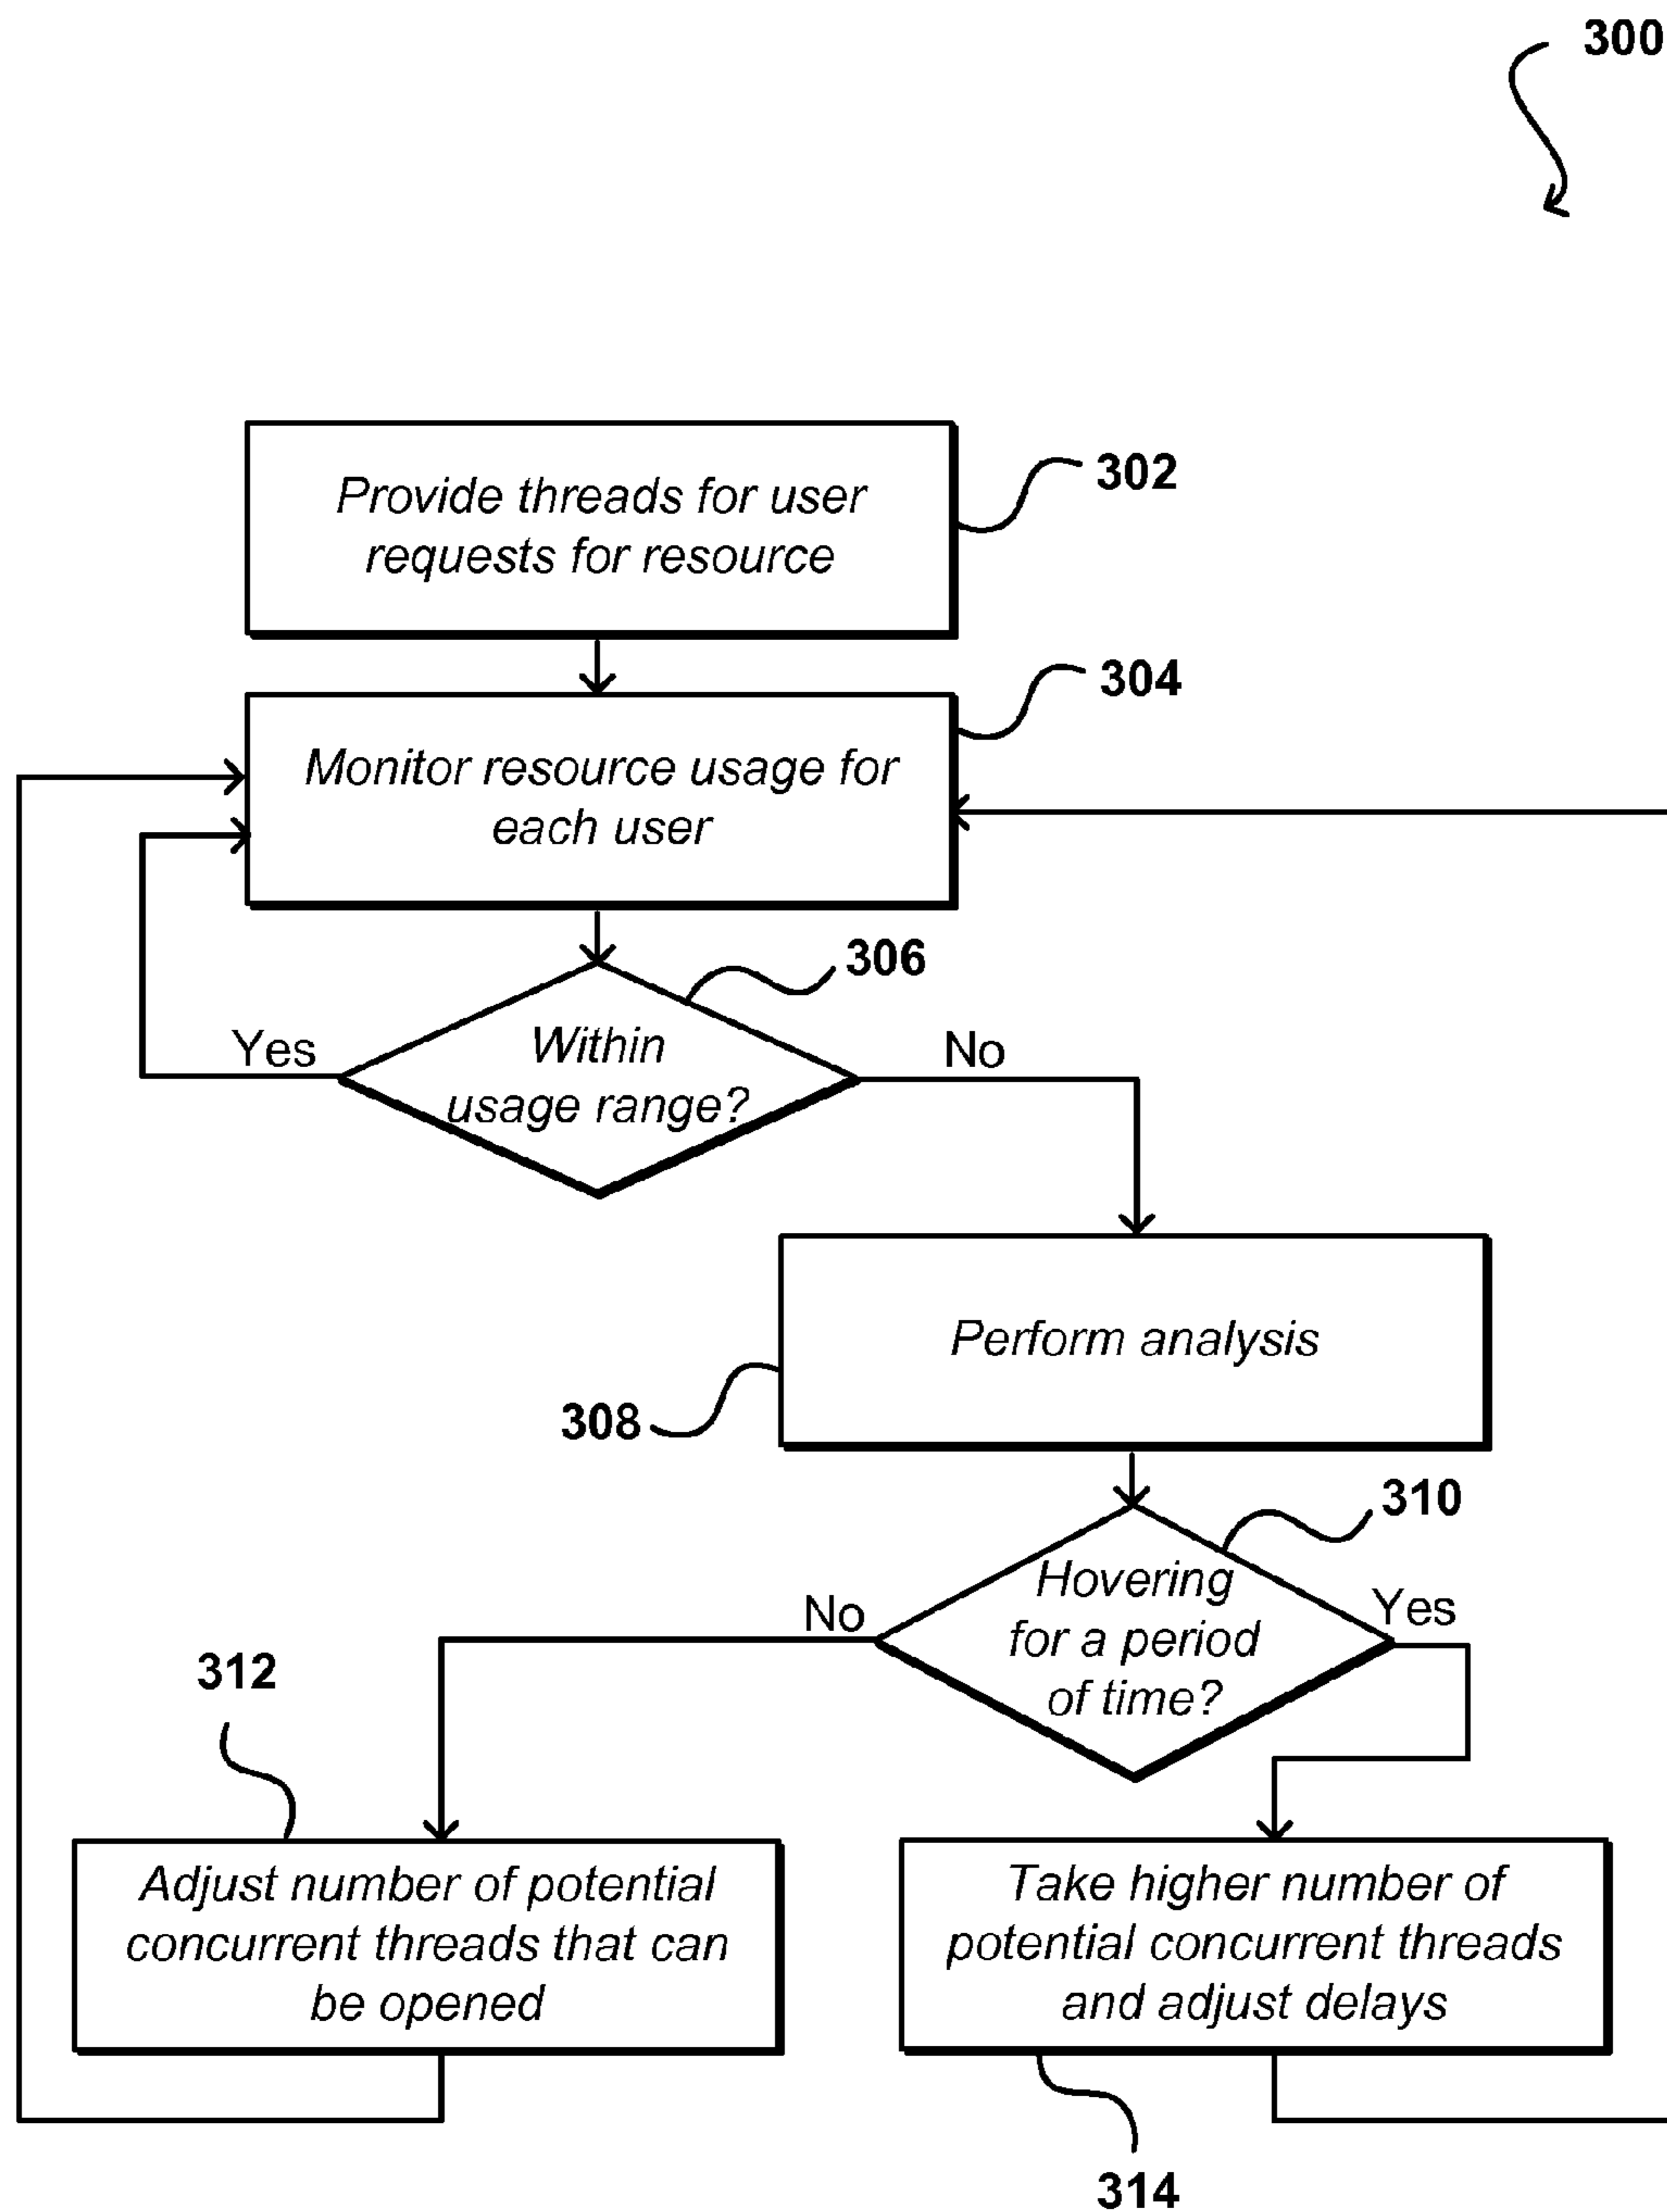 300
Provide threads for user
requests for resource
302
304
Monitor resource usage for
each user
306
Within
usage range?
Yes
No
Perform analysis
308
310
Hovering
for a period
of time?
No
Yes
312
Adjust number of potential
concurrent threads that can
be opened
Take higher number of
potential concurrent threads
and adjust delays
314